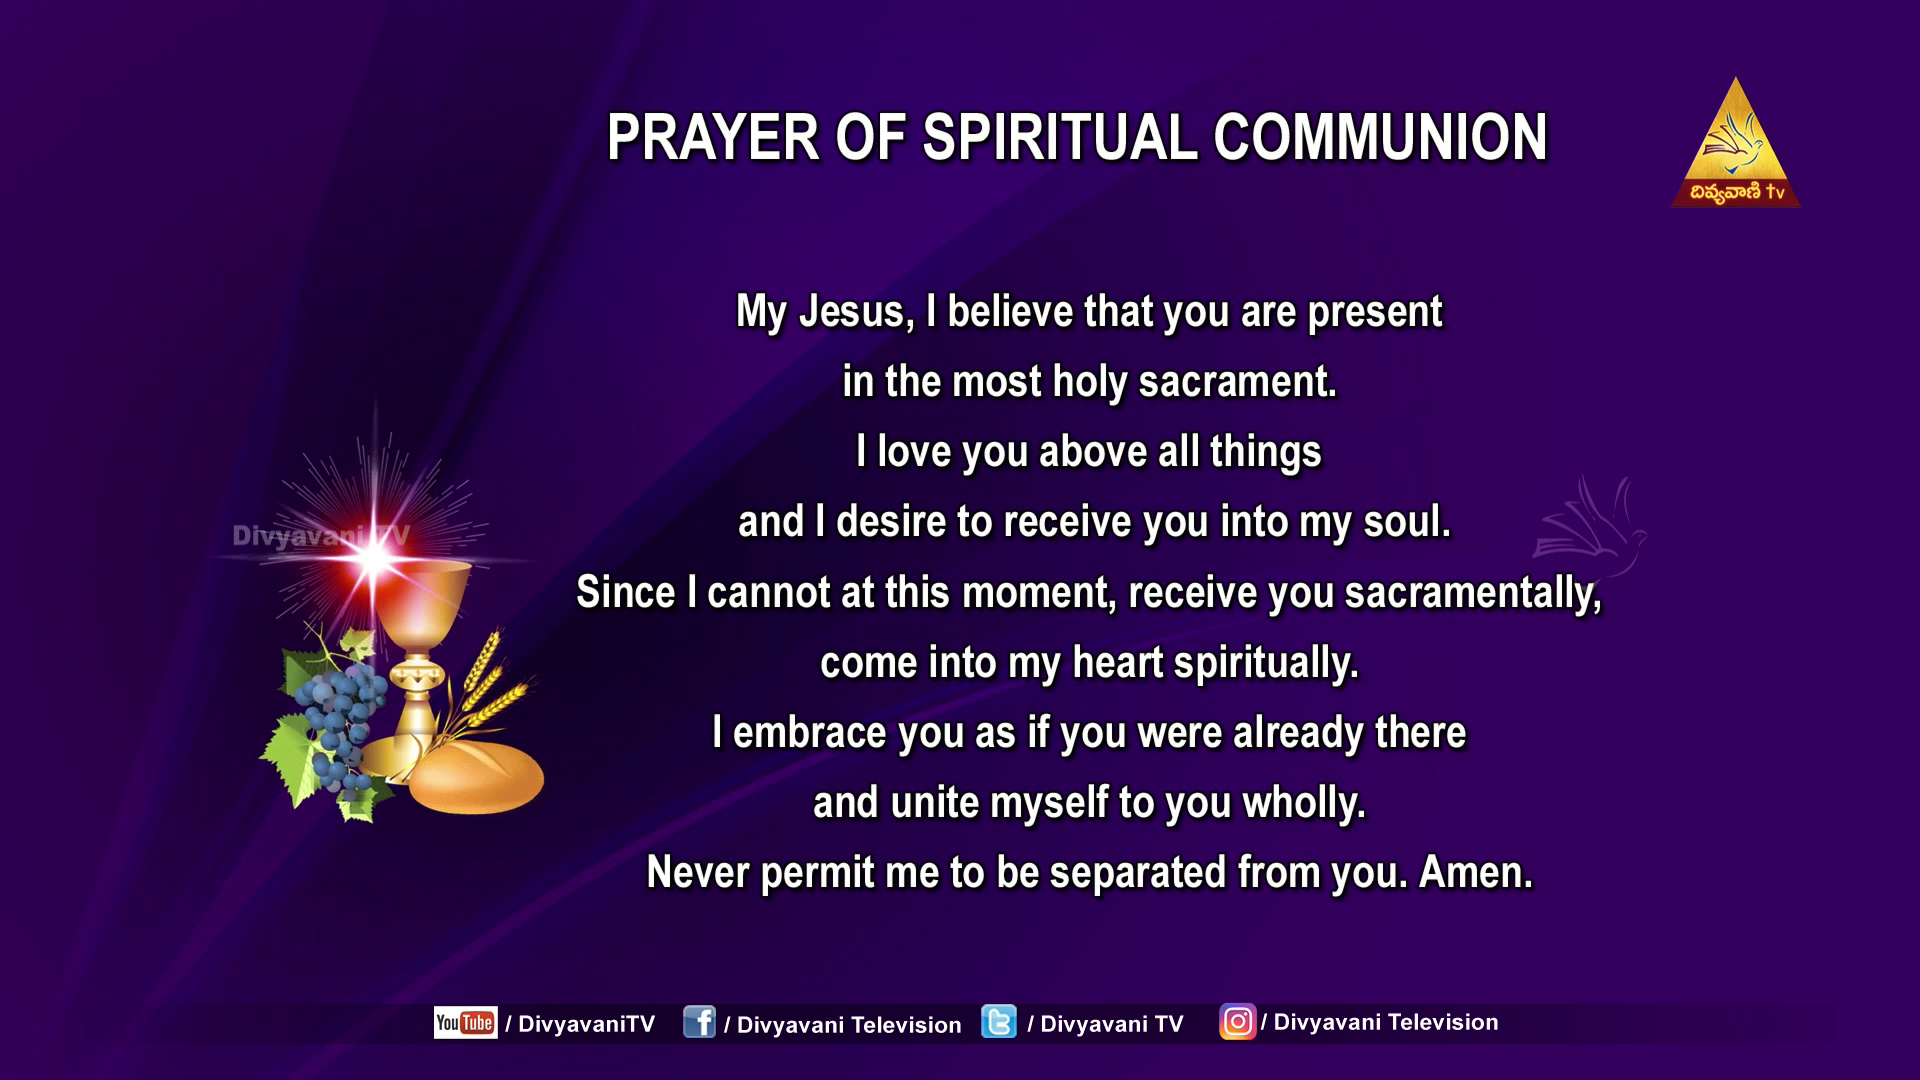 PRAYER OF SPIRITUAL COMMUNION
దివ్యవాణి tv
My Jesus, I believe that you are present
in the most holy sacrament.
I love you above all things
and I desire to receive you into my soul.
Since I cannot at this moment, receive you sacramentally,
come into my heart spiritually.
I embrace you as if you were already there
and unite myself to you wholly.
Never permit me to be separated from you. Amen.
Divyavani TV
YouTube / DivyavaniTV f / Divyavani Television / Divyavani TV / Divyavani Television